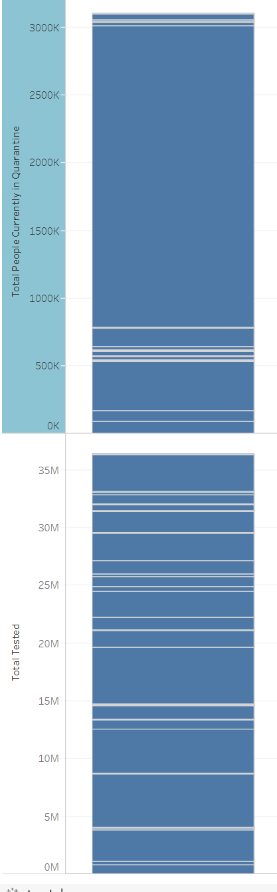 Total People Currently in Quarantine
3000K
2500K
2000K
1500K
1000K
500K
0K
Total Tested
35M
30M
25M
20M
15M
10M
5M
0M